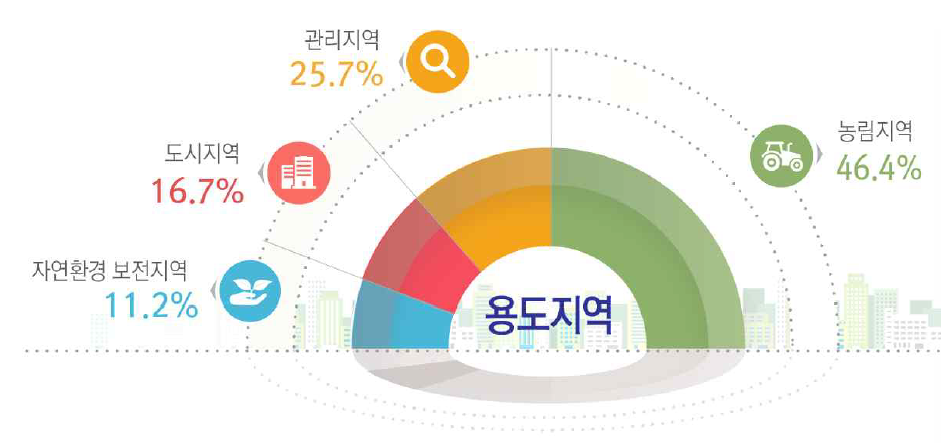 관리지역
25.7%
도시지역
16.7%
자연환경 보전지역
11.2%
농림지역
46.4%
용도지역